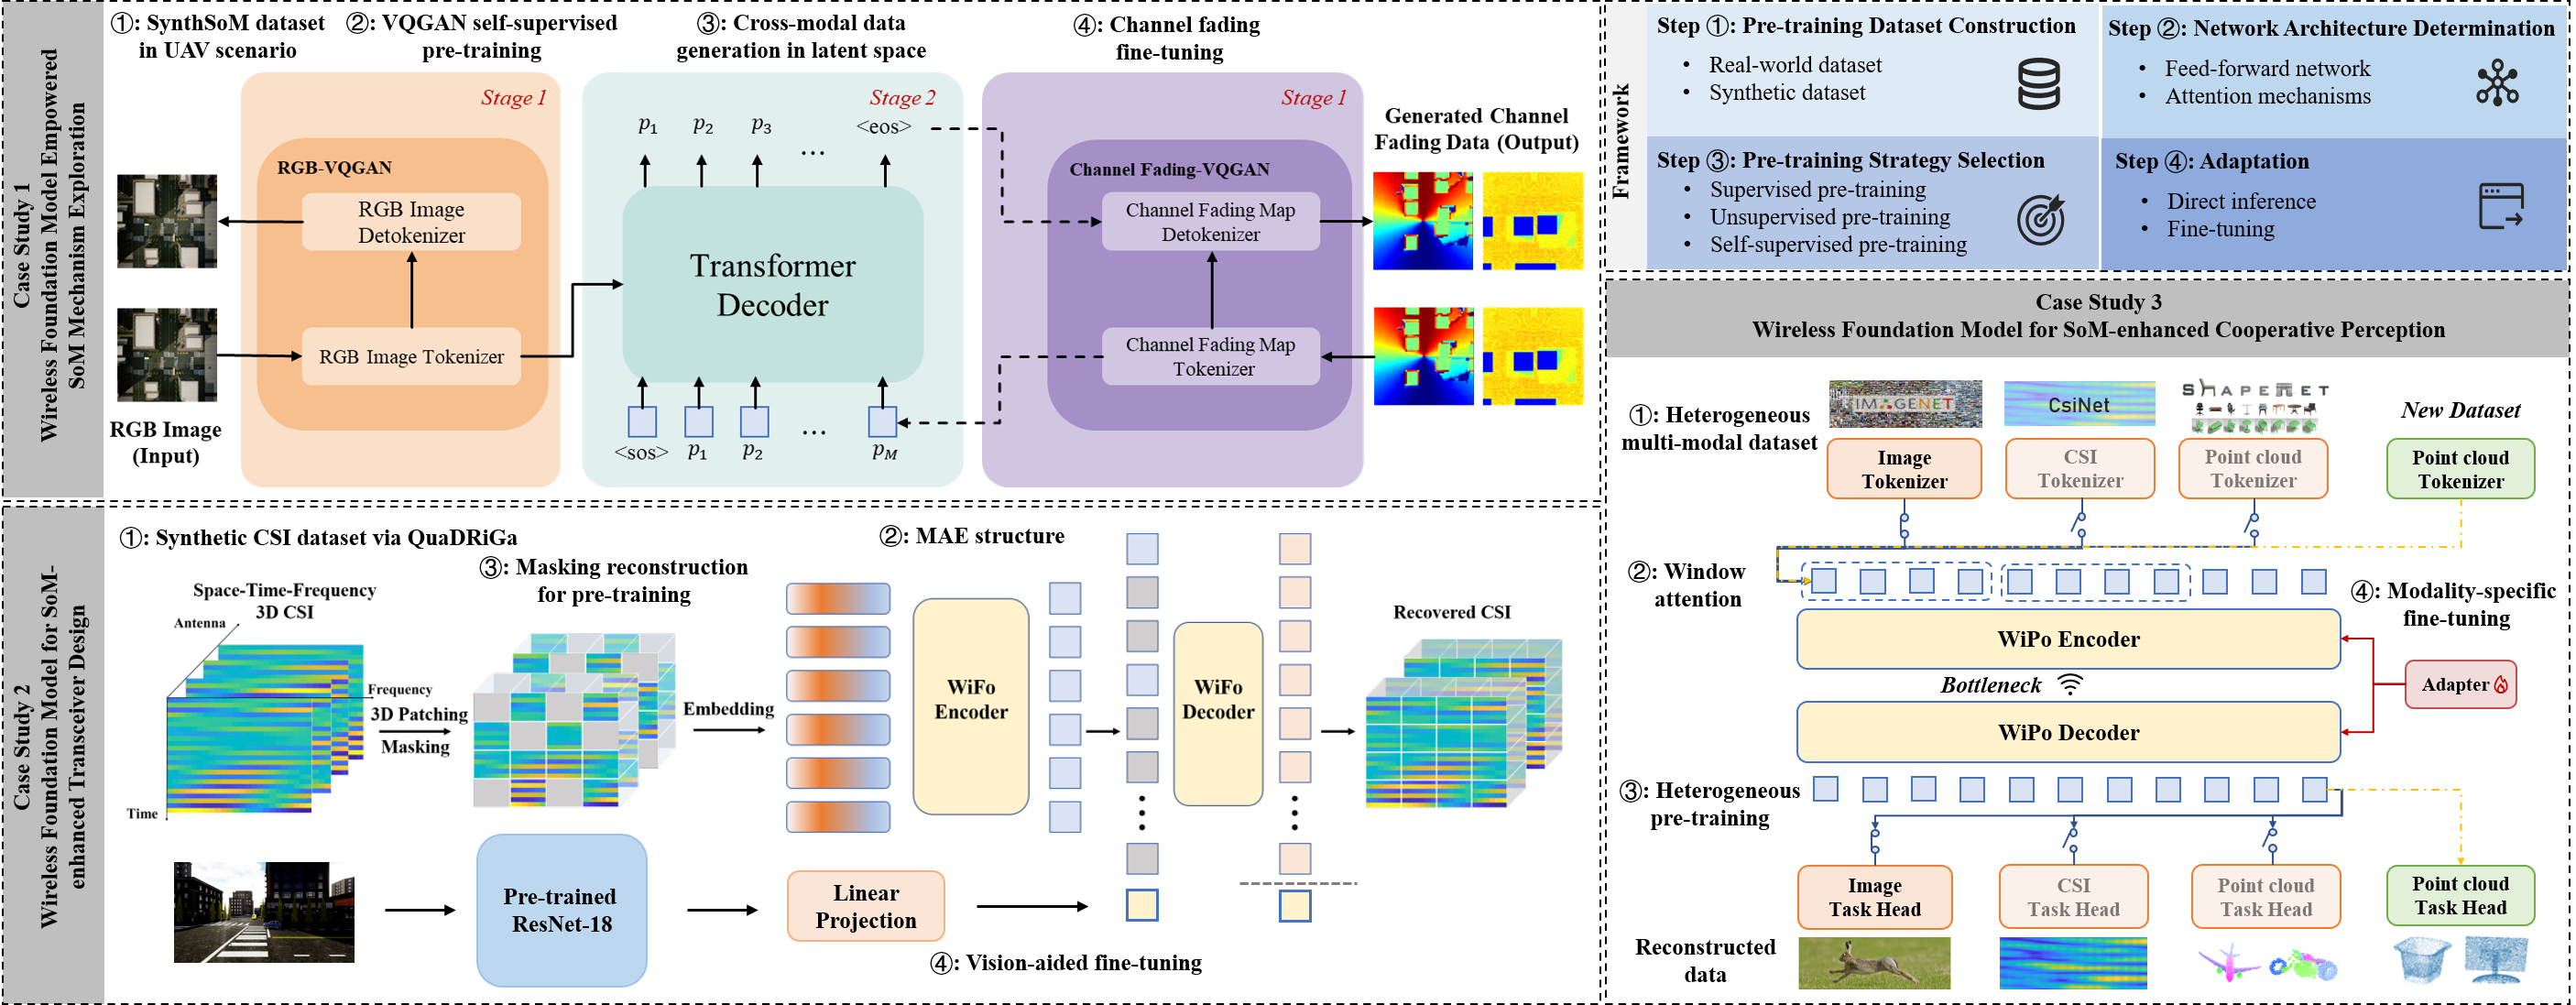 Case Study 1
Wireless Foundation Model Empowered
SoM Mechanism Exploration
①: SynthSoM dataset
in UAV scenario
②: VQGAN self-supervised
pre-training
③: Cross-modal data
generation in latent space
④: Channel fading
fine-tuning
Stage 1
RGB-VQGAN
RGB Image
Detokenizer
RGB Image Tokenizer
RGB Image
(Input)
Stage 2
p1
p2
p3
...
<eos>
Transformer
Decoder
<sos>
p1
p2
...
pM
Stage 1
Channel Fading-VQGAN
Channel Fading Map
Detokenizer
Channel Fading Map
Tokenizer
Generated Channel
Fading Data (Output)
Framework
Step ①: Pre-training Dataset Construction
• Real-world dataset
• Synthetic dataset
Step ②: Network Architecture Determination
• Feed-forward network
• Attention mechanisms
Step ③: Pre-training Strategy Selection
• Supervised pre-training
• Unsupervised pre-training
• Self-supervised pre-training
Step ④: Adaptation
• Direct inference
• Fine-tuning
Case Study 2
Wireless Foundation Model for SoM-
enhanced Transceiver Design
①: Synthetic CSI dataset via QuaDRiGa
Space-Time-Frequency
3D CSI
Antenna
Frequency
Time
3D Patching
Masking
③: Masking reconstruction
for pre-training
Embedding
②: MAE structure
WiFo
Encoder
WiFo
Decoder
Recovered CSI
Pre-trained
ResNet-18
Linear
Projection
④: Vision-aided fine-tuning
Case Study 3
Wireless Foundation Model for SoM-enhanced Cooperative Perception
①: Heterogeneous
multi-modal dataset
IMAGENET
CsiNet
SHAPENET
New Dataset
Image
Tokenizer
CSI
Tokenizer
Point cloud
Tokenizer
Point cloud
Tokenizer
②: Window
attention
④: Modality-specific
fine-tuning
WiPo Encoder
Bottleneck
WiPo Decoder
Adapter
③: Heterogeneous
pre-training
Image
Task Head
CSI
Task Head
Point cloud
Task Head
Point cloud
Task Head
Reconstructed
data